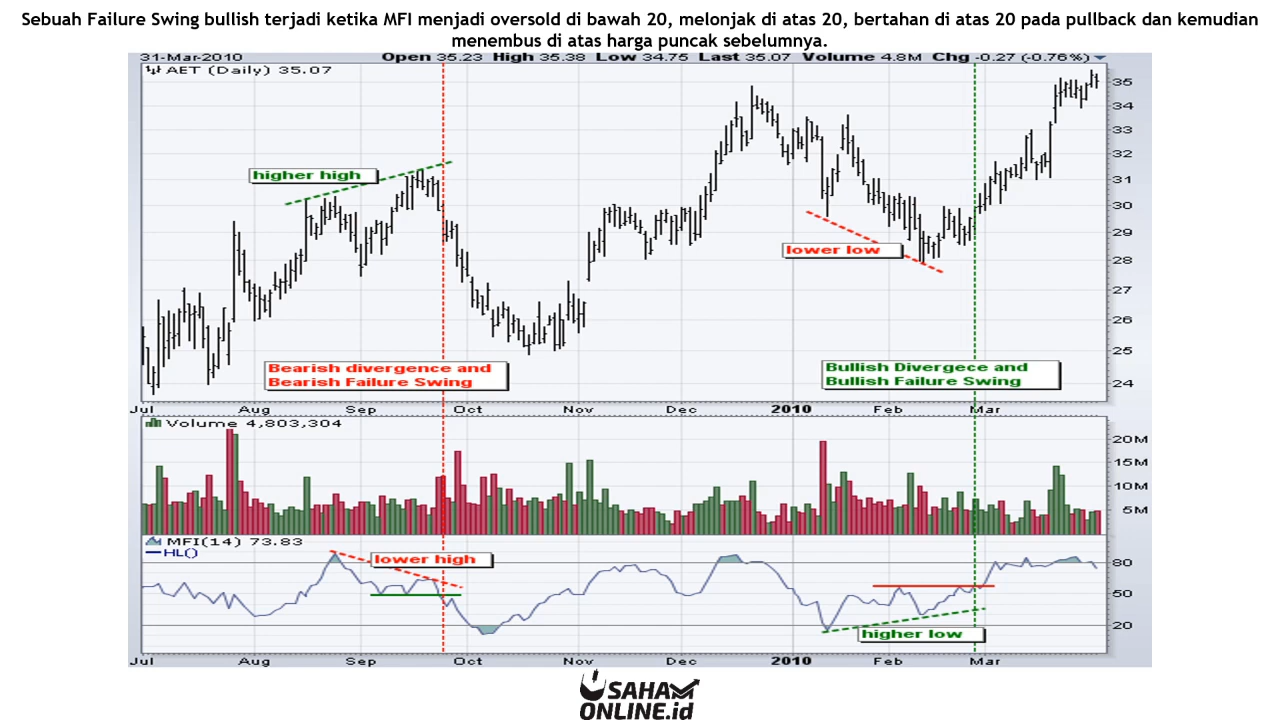 Sebuah Failure Swing bullish terjadi ketika MFI menjadi oversold di bawah 20, melonjak di atas 20, bertahan di atas 20 pada pullback dan kemudian
menembus di atas harga puncak sebelumnya.
31-Mar-2010 Open 35.23 High 35.38 Low 34.75 Last 35.07 Volume 4.8M Chg -0.27 (-0.76%)
AET (Daily) 35.07
35
34
33
32
31
30
29
28
27
26
25
24
higher high
lower low
Bearish divergence and
Bearish Failure Swing
Bullish Divergece and
Bullish Failure Swing
Jul Aug Sep Oct Nov Dec 2010 Feb Mar
Volume 4,803,304
20M
15M
10M
5M
MFI(14) 73.83
HL()
lower high
80
50
20
higher low
Jul Aug Sep Oct Nov Dec 2010 Feb Mar
USAHAM
ONLINE.id